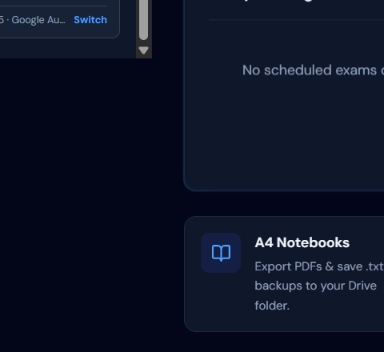 5 · Google Au... Switch
No scheduled exams
A4 Notebooks
Export PDFs & save .txt
backups to your Drive
folder.